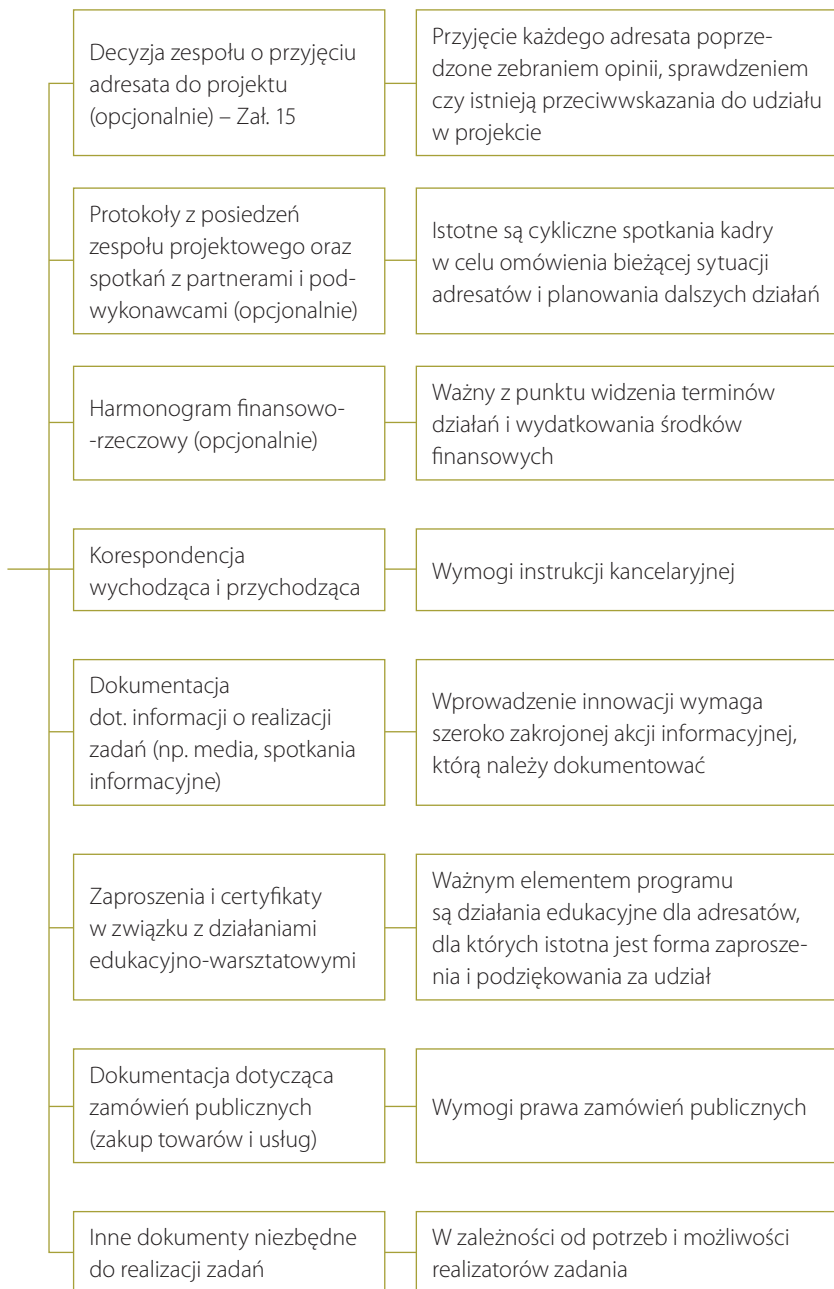 Decyzja zespołu o przyjęciu
adresata do projektu
(opcjonalnie) – Zał. 15
Przyjęcie każdego adresata poprze-
dzone zebraniem opinii, sprawdzeniem
czy istnieją przeciwwskazania do udziału
w projekcie
Protokoły z posiedzeń
zespołu projektowego oraz
spotkań z partnerami i pod-
wykonawcami (opcjonalnie)
Istotne są cykliczne spotkania kadry
w celu omówienia bieżącej sytuacji
adresatów i planowania dalszych działań
Harmonogram finansowo-
-rzeczowy (opcjonalnie)
Ważny z punktu widzenia terminów
działań i wydatkowania środków
finansowych
Korespondencja
wychodząca i przychodząca
Wymogi instrukcji kancelaryjnej
Dokumentacja
dot. informacji o realizacji
zadań (np. media, spotkania
informacyjne)
Wprowadzenie innowacji wymaga
szeroko zakrojonej akcji informacyjnej,
którą należy dokumentować
Zaproszenia i certyfikaty
w związku z działaniami
edukacyjno-warsztatowymi
Ważnym elementem programu
są działania edukacyjne dla adresatów,
dla których istotna jest forma zaprosze-
nia i podziękowania za udział
Dokumentacja dotycząca
zamówień publicznych
(zakup towarów i usług)
Wymogi prawa zamówień publicznych
Inne dokumenty niezbędne
do realizacji zadań
W zależności od potrzeb i możliwości
realizatorów zadania